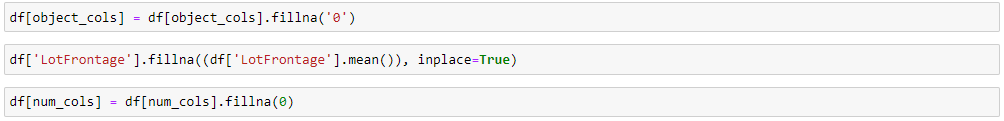 df[object_cols] = df[object_cols].fillna('0')
df['LotFrontage'].fillna((df['LotFrontage'].mean()), inplace=True)
df[num_cols] = df[num_cols].fillna(0)